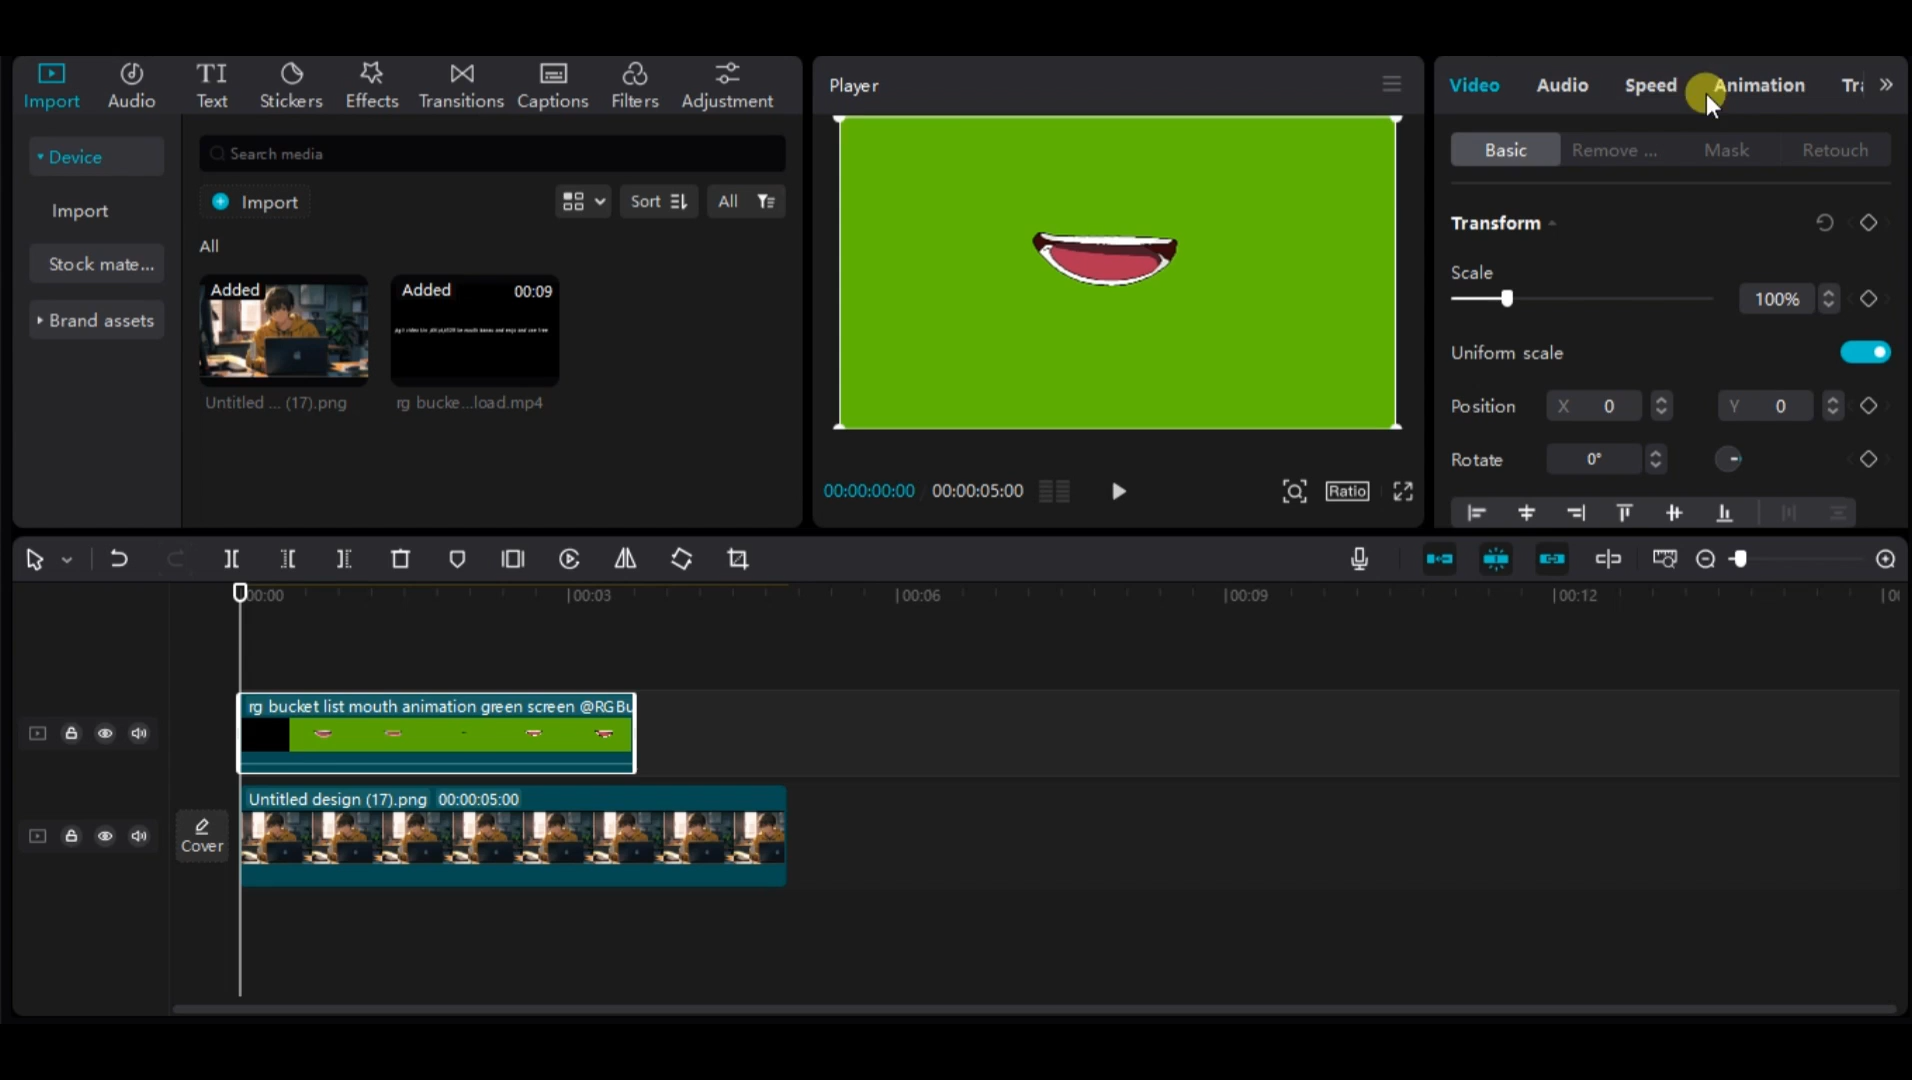 Import Audio Text Stickers Effects Transitions Captions Filters Adjustment
Device
Import
Stock mate...
Brand assets
Search media
Import
Sort
All
All
Added
Added 00:09
Untitled ... (17).png
rg bucke...load.mp4
Player
00:00:00:00 00:00:05:00
Ratio
Video Audio Speed Animation
Basic Remove ... Mask Retouch
Transform
Scale
100%
Uniform scale
Position X 0 Y 0
Rotate 0°
00:00 00:03 00:06 00:09 00:12
rg bucket list mouth animation green screen
Untitled design (17).png 00:00:05:00
Cover